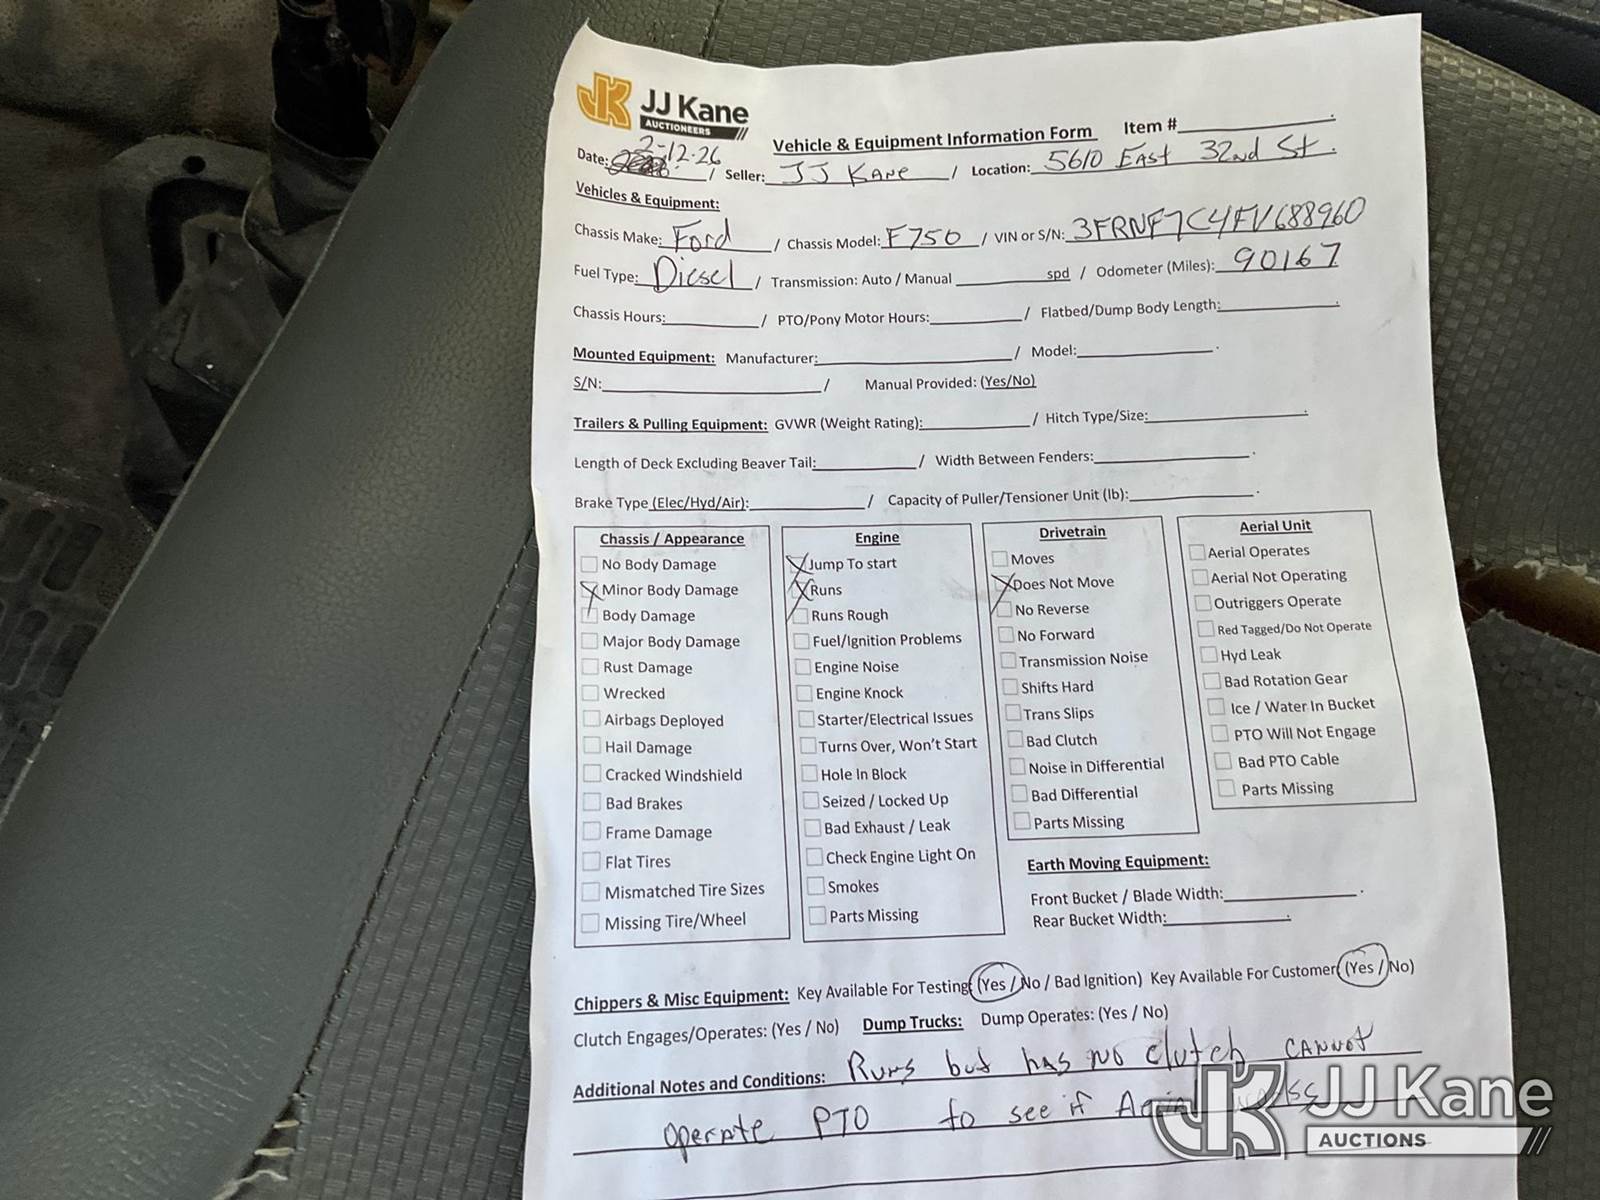 JJ Kane
AUCTIONEERS
Vehicle & Equipment Information Form Item #
Date: 2-12-26 / Seller: JJ Kane / Location: 5610 East 32nd St.
Vehicles & Equipment:
Chassis Make: Ford / Chassis Model: F750 / VIN or S/N: 3FRNF7C4FV688960
Fuel Type: Diesel / Transmission: Auto / Manual spd / Odometer (Miles): 90167
Chassis Hours: / PTO/Pony Motor Hours: / Flatbed/Dump Body Length: .
Mounted Equipment: Manufacturer: / Model: .
S/N: / Manual Provided: (Yes/No)
Trailers & Pulling Equipment: GVWR (Weight Rating): / Hitch Type/Size: .
Length of Deck Excluding Beaver Tail: / Width Between Fenders: .
Brake Type (Elec/Hyd/Air): / Capacity of Puller/Tensioner Unit (lb): .
Chassis / Appearance
No Body Damage
Minor Body Damage
Body Damage
Major Body Damage
Rust Damage
Wrecked
Airbags Deployed
Hail Damage
Cracked Windshield
Bad Brakes
Frame Damage
Flat Tires
Mismatched Tire Sizes
Missing Tire/Wheel
Engine
Jump To start
Runs
Runs Rough
Fuel/Ignition Problems
Engine Noise
Engine Knock
Starter/Electrical Issues
Turns Over, Won't Start
Hole In Block
Seized / Locked Up
Bad Exhaust / Leak
Check Engine Light On
Smokes
Parts Missing
Drivetrain
Moves
Does Not Move
No Reverse
No Forward
Transmission Noise
Shifts Hard
Trans Slips
Bad Clutch
Noise in Differential
Bad Differential
Parts Missing
Aerial Unit
Aerial Operates
Aerial Not Operating
Outriggers Operate
Red Tagged/Do Not Operate
Hyd Leak
Bad Rotation Gear
Ice / Water In Bucket
PTO Will Not Engage
Bad PTO Cable
Parts Missing
Earth Moving Equipment:
Front Bucket / Blade Width: .
Rear Bucket Width: .
Chippers & Misc Equipment: Key Available For Testing: (Yes / No / Bad Ignition) Key Available For Customer: (Yes / No)
Clutch Engages/Operates: (Yes / No) Dump Trucks: Dump Operates: (Yes / No)
Additional Notes and Conditions: Runs but has no clutch cannot
operate PTO to see if
JJ Kane
AUCTIONS